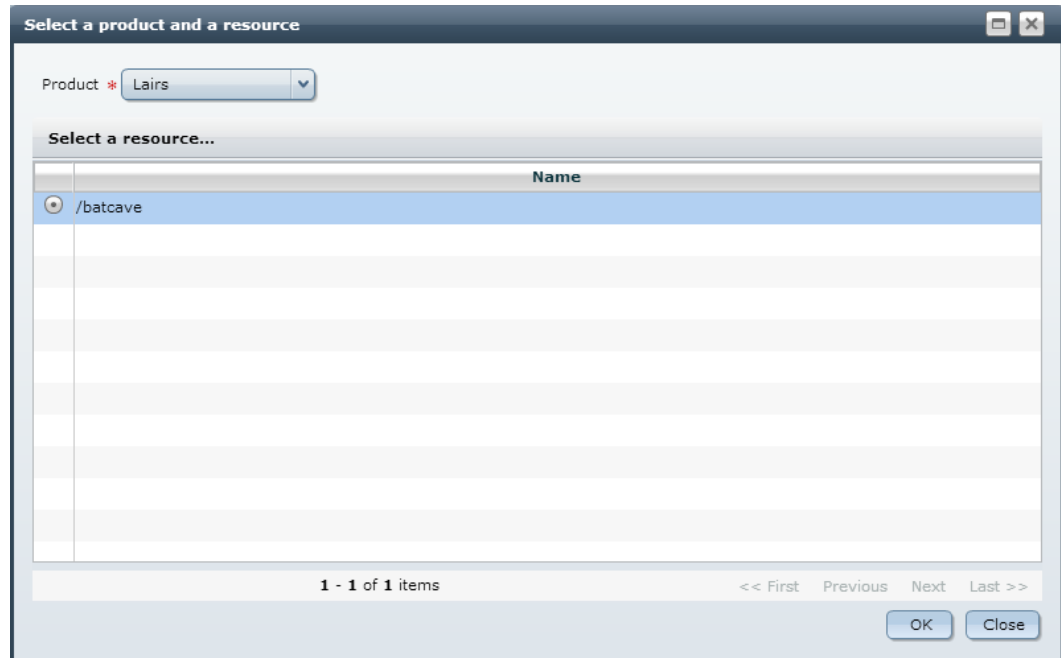 Select a product and a resource
Product * Lairs
Select a resource...
Name
/batcave
1 - 1 of 1 items << First Previous Next Last >>
OK Close